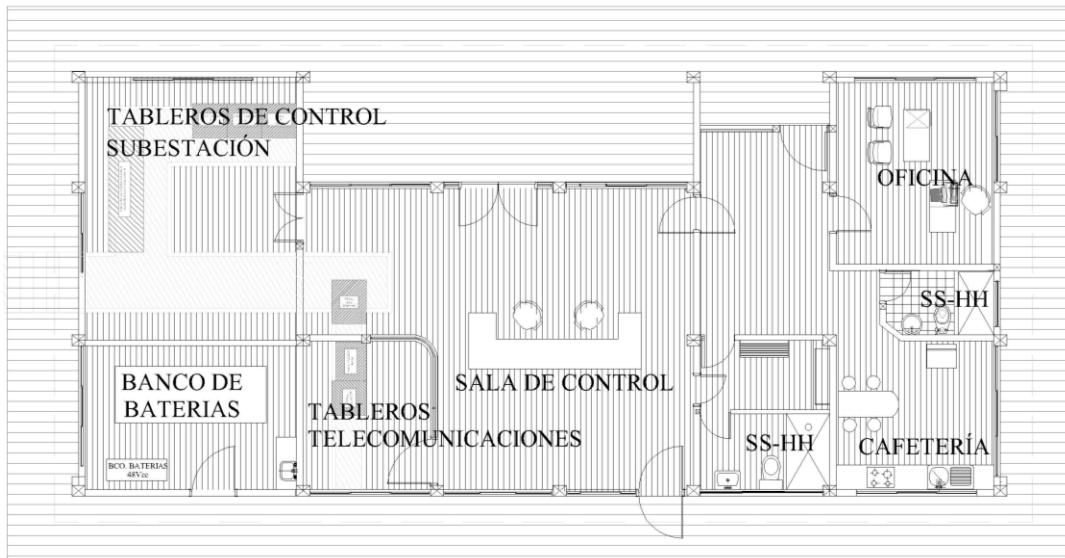 TABLEROS DE CONTROL
SUBESTACIÓN
OFICINA
SS-HH
BANCO DE
BATERIAS
SALA DE CONTROL
TABLEROS
TELECOMUNICACIONES
SS-HH
CAFETERÍA
BCO. BATERIAS
48Vcc